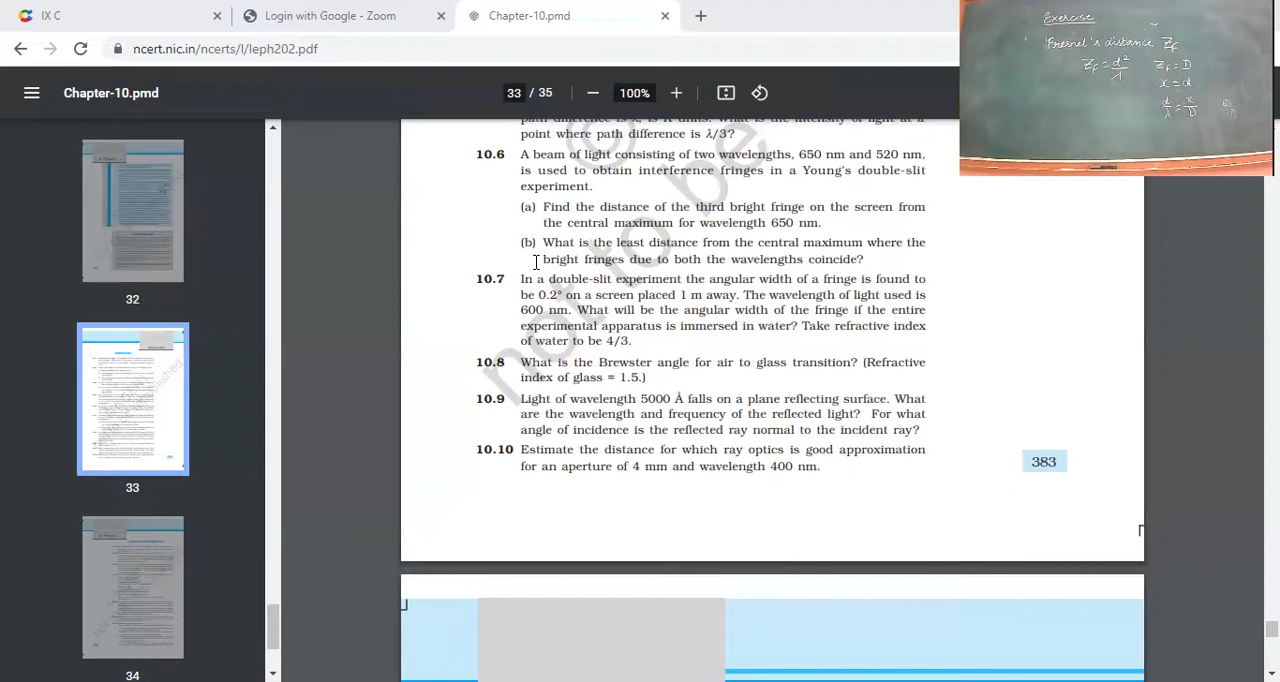 IX C
Login with Google - Zoom
Chapter-10.pmd
ncert.nic.in/ncerts/l/leph202.pdf
Chapter-10.pmd
33 / 35
100%
Exercise
Fresnel's distance Z_F
Z_F = d²/λ Z_F = D
x = d
d/λ = x/D
point where path difference is λ/3?
10.6 A beam of light consisting of two wavelengths, 650 nm and 520 nm,
is used to obtain interference fringes in a Young's double-slit
experiment.
(a) Find the distance of the third bright fringe on the screen from
the central maximum for wavelength 650 nm.
(b) What is the least distance from the central maximum where the
bright fringes due to both the wavelengths coincide?
10.7 In a double-slit experiment the angular width of a fringe is found to
be 0.2° on a screen placed 1 m away. The wavelength of light used is
600 nm. What will be the angular width of the fringe if the entire
experimental apparatus is immersed in water? Take refractive index
of water to be 4/3.
10.8 What is the Brewster angle for air to glass transition? (Refractive
index of glass = 1.5.)
10.9 Light of wavelength 5000 Å falls on a plane reflecting surface. What
are the wavelength and frequency of the reflected light? For what
angle of incidence is the reflected ray normal to the incident ray?
10.10 Estimate the distance for which ray optics is good approximation
for an aperture of 4 mm and wavelength 400 nm.
383
not to be
32
33
34